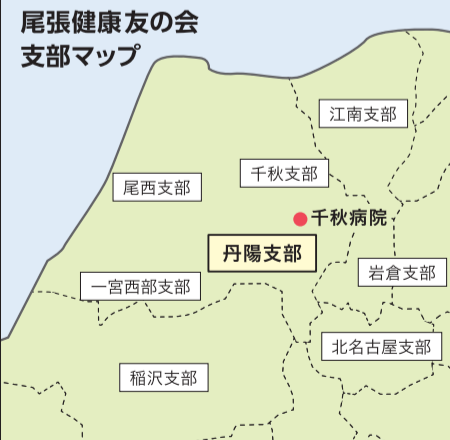 尾張健康友の会
支部マップ
江南支部
千秋支部
尾西支部
千秋病院
丹陽支部
岩倉支部
一宮西部支部
北名古屋支部
稲沢支部